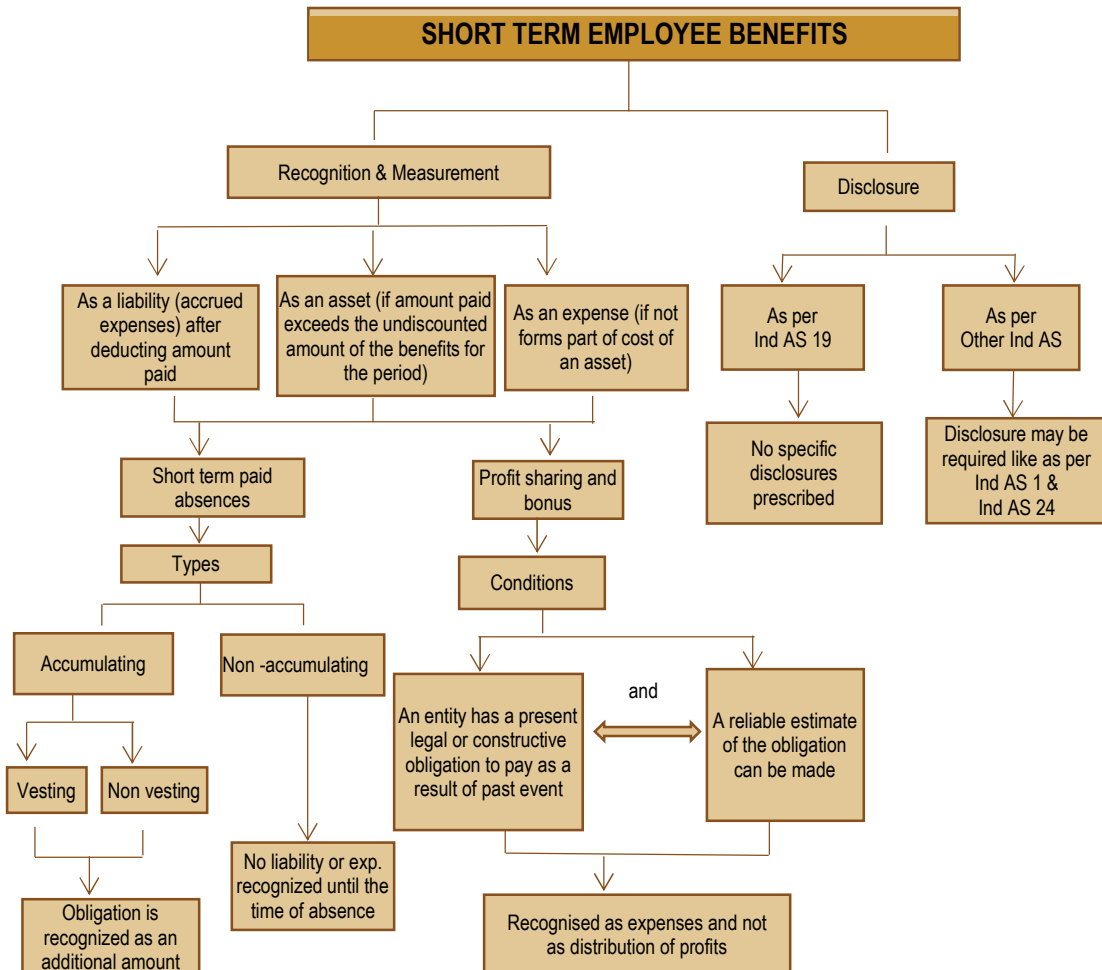 SHORT TERM EMPLOYEE BENEFITS
Recognition & Measurement
Disclosure
As a liability (accrued
expenses) after
deducting amount
paid
As an asset (if amount paid
exceeds the undiscounted
amount of the benefits for
the period)
As an expense (if not
forms part of cost of
an asset)
As per
Ind AS 19
As per
Other Ind AS
Short term paid
absences
Profit sharing and
bonus
No specific
disclosures
prescribed
Disclosure may be
required like as per
Ind AS 1 &
Ind AS 24
Types
Conditions
Accumulating
Non -accumulating
An entity has a present
legal or constructive
obligation to pay as a
result of past event
and
A reliable estimate
of the obligation
can be made
Vesting
Non vesting
No liability or exp.
recognized until the
time of absence
Obligation is
recognized as an
additional amount
Recognised as expenses and not
as distribution of profits